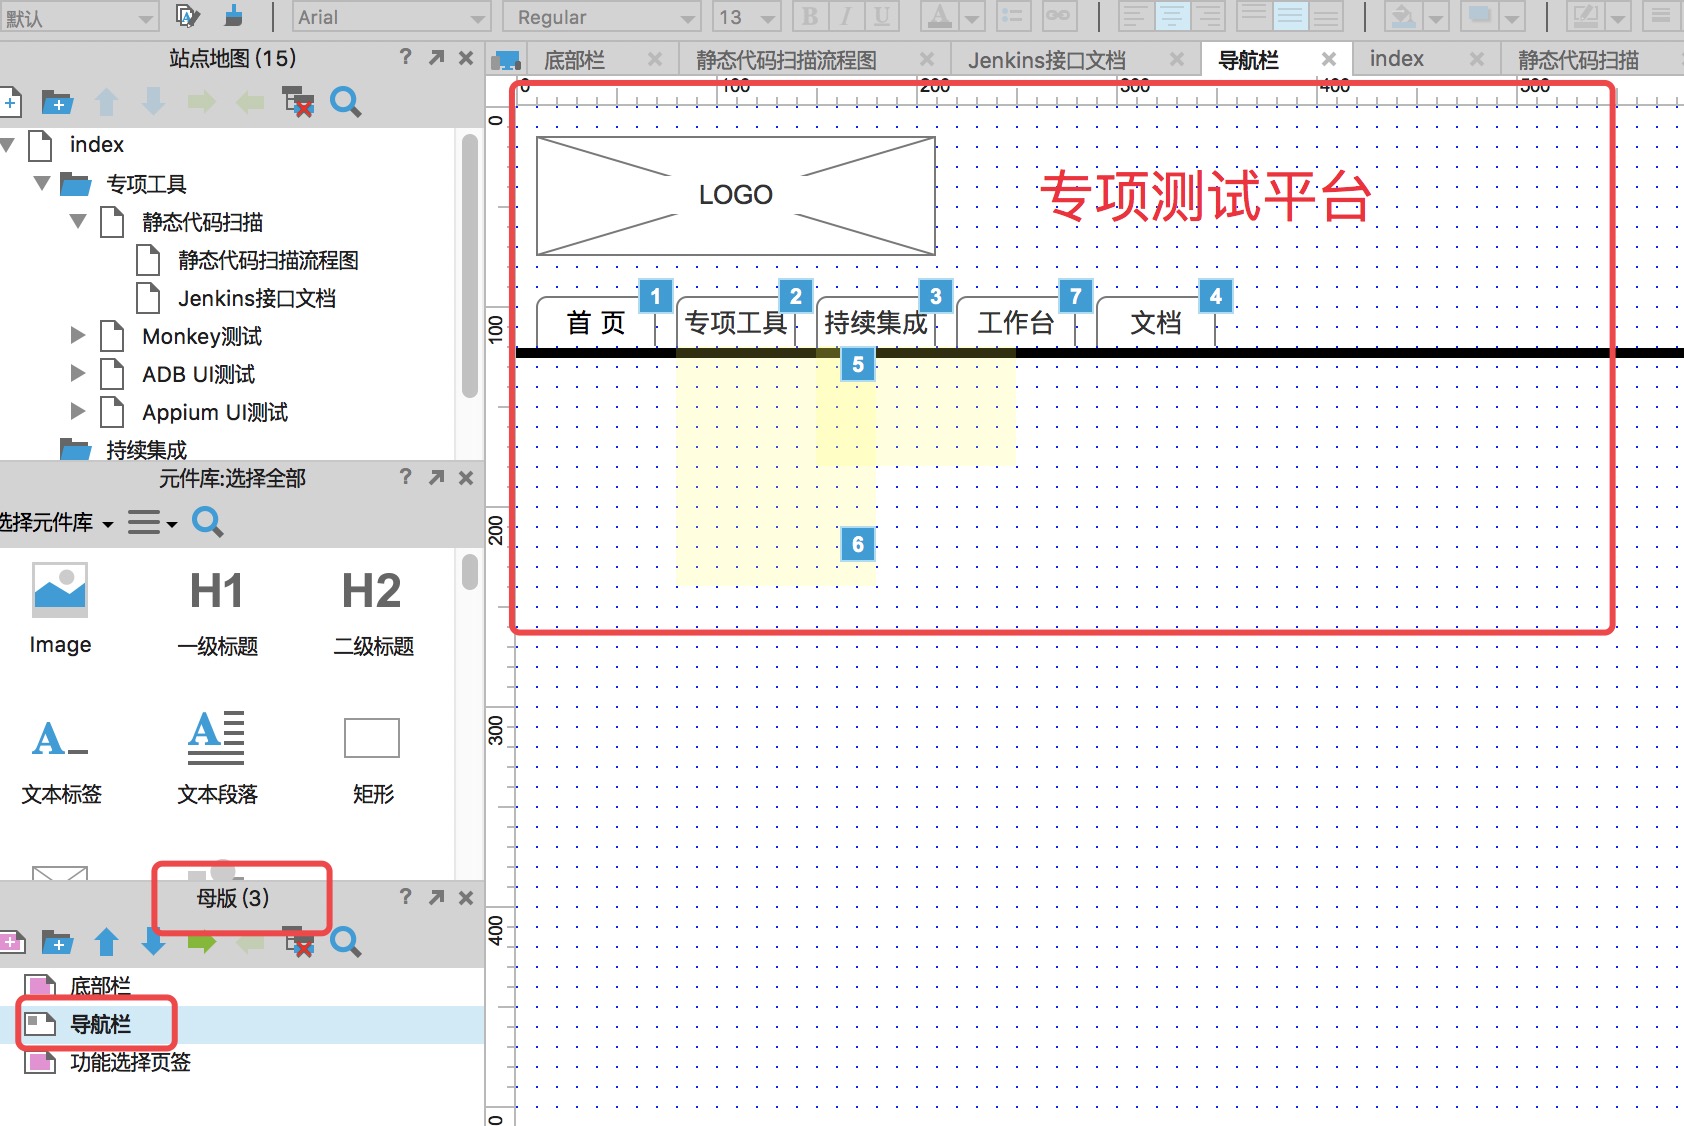 默认
Arial
Regular
13
B I U
A
站点地图 (15)
?
底部栏
静态代码扫描流程图
Jenkins接口文档
导航栏
index
静态代码扫描
0 100 200 300 400 500
index
专项工具
静态代码扫描
静态代码扫描流程图
Jenkins接口文档
Monkey测试
ADB UI测试
Appium UI测试
持续集成
元件库:选择全部
?
选择元件库
Image
H1
一级标题
H2
二级标题
A
文本标签
A
文本段落
矩形
母版 (3)
?
底部栏
导航栏
功能选择页签
0
100
200
300
400
LOGO
专项测试平台
首 页
1
专项工具
2
持续集成
3
工作台
7
文档
4
5
6